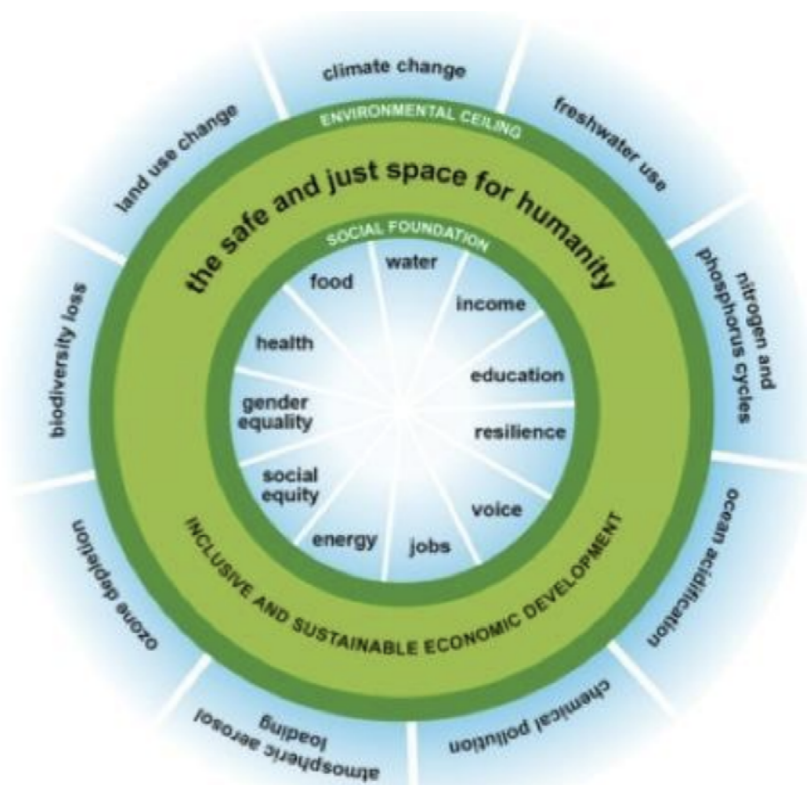 climate change
freshwater use
nitrogen and
phosphorus cycles
ocean acidification
chemical pollution
atmospheric aerosol
loading
ozone depletion
biodiversity loss
land use change
ENVIRONMENTAL CEILING
the safe and just space for humanity
SOCIAL FOUNDATION
water
income
education
resilience
voice
jobs
energy
social
equity
gender
equality
health
food
INCLUSIVE AND SUSTAINABLE ECONOMIC DEVELOPMENT